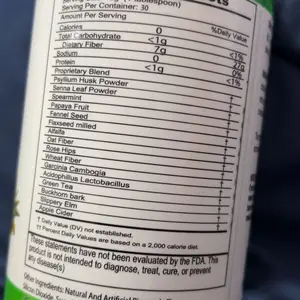 Serving Per Container: 30
Amount Per Serving
%Daily Value
Calories 0
Total Carbohydrate <1g <1%
Dietary Fiber 7g 27g
Sodium 0 0%
Protein <1g <1%
Proprietary Blend †
Psyllium Husk Powder †
Senna Leaf Powder †
Spearmint †
Papaya Fruit †
Fennel Seed †
Flaxseed milled †
Alfalfa †
Oat Fiber †
Rose Hips †
Wheat Fiber †
Garcinia Cambogia †
Acidophilus Lactobacillus †
Green Tea †
Buckhorn bark †
Slippery Elm †
Apple Cider †
† Daily Value (DV) not established.
†† Percent Daily Values are based on a 2,000 calorie diet.
These statements have not been evaluated by the FDA. This
product is not intended to diagnose, treat, cure, or prevent
any disease(s)
Other Ingredients: Natural And Artificial